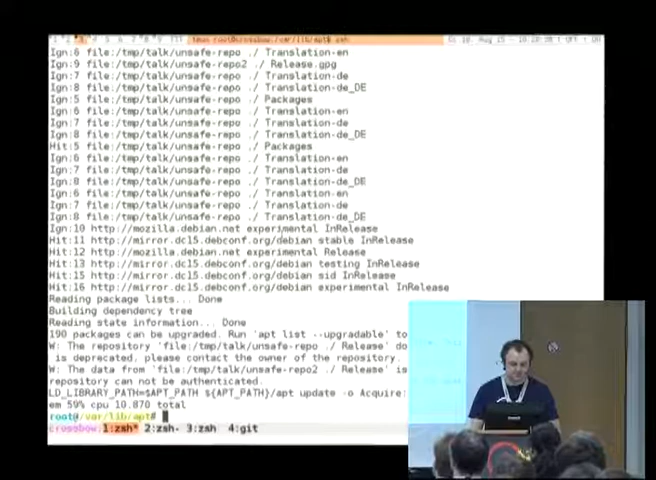 Ign:6 file:/tmp/talk/unsafe-repo ./ Translation-en
Ign:9 file:/tmp/talk/unsafe-repo2 ./ Release.gpg
Ign:7 file:/tmp/talk/unsafe-repo ./ Translation-de
Ign:8 file:/tmp/talk/unsafe-repo ./ Translation-de_DE
Ign:5 file:/tmp/talk/unsafe-repo ./ Packages
Ign:6 file:/tmp/talk/unsafe-repo ./ Translation-en
Ign:7 file:/tmp/talk/unsafe-repo ./ Translation-de
Ign:8 file:/tmp/talk/unsafe-repo ./ Translation-de_DE
Hit:5 file:/tmp/talk/unsafe-repo ./ Packages
Ign:6 file:/tmp/talk/unsafe-repo ./ Translation-en
Ign:7 file:/tmp/talk/unsafe-repo ./ Translation-de
Ign:8 file:/tmp/talk/unsafe-repo ./ Translation-de_DE
Ign:6 file:/tmp/talk/unsafe-repo ./ Translation-en
Ign:7 file:/tmp/talk/unsafe-repo ./ Translation-de
Ign:8 file:/tmp/talk/unsafe-repo ./ Translation-de_DE
Ign:10 http://mozilla.debian.net experimental InRelease
Hit:11 http://mirror.dc15.debconf.org/debian stable InRelease
Hit:12 http://mozilla.debian.net experimental Release
Hit:13 http://mirror.dc15.debconf.org/debian testing InRelease
Hit:15 http://mirror.dc15.debconf.org/debian sid InRelease
Hit:16 http://mirror.dc15.debconf.org/debian experimental InRelease
Reading package lists... Done
Building dependency tree
Reading state information... Done
190 packages can be upgraded. Run 'apt list --upgradable' to
W: The repository 'file:/tmp/talk/unsafe-repo ./ Release' do
is deprecated, please contact the owner of the repository.
W: The data from 'file:/tmp/talk/unsafe-repo2 ./ Release' is
repository can not be authenticated.
LD_LIBRARY_PATH=$APT_PATH ${APT_PATH}/apt update -o Acquire:
em 59% cpu 10.870 total
root@/var/lib/apt#
crossbow: 1:zsh* 2:zsh- 3:zsh 4:git